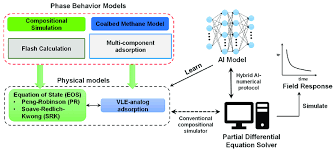 Phase Behavior Models
Compositional
Simulation
Coalbed Methane Model
Flash Calculation
Multi-component
adsorption
Physical models
Equation of State (EOS)
• Peng-Robinson (PR)
• Soave-Redlich-
Kwong (SRK)
VLE-analog
adsorption
Learn
AI Model
Hybrid AI-
numerical
protocol
Conventional
compositional
simulator
Partial Differential
Equation Solver
time
Field Response
Simulate